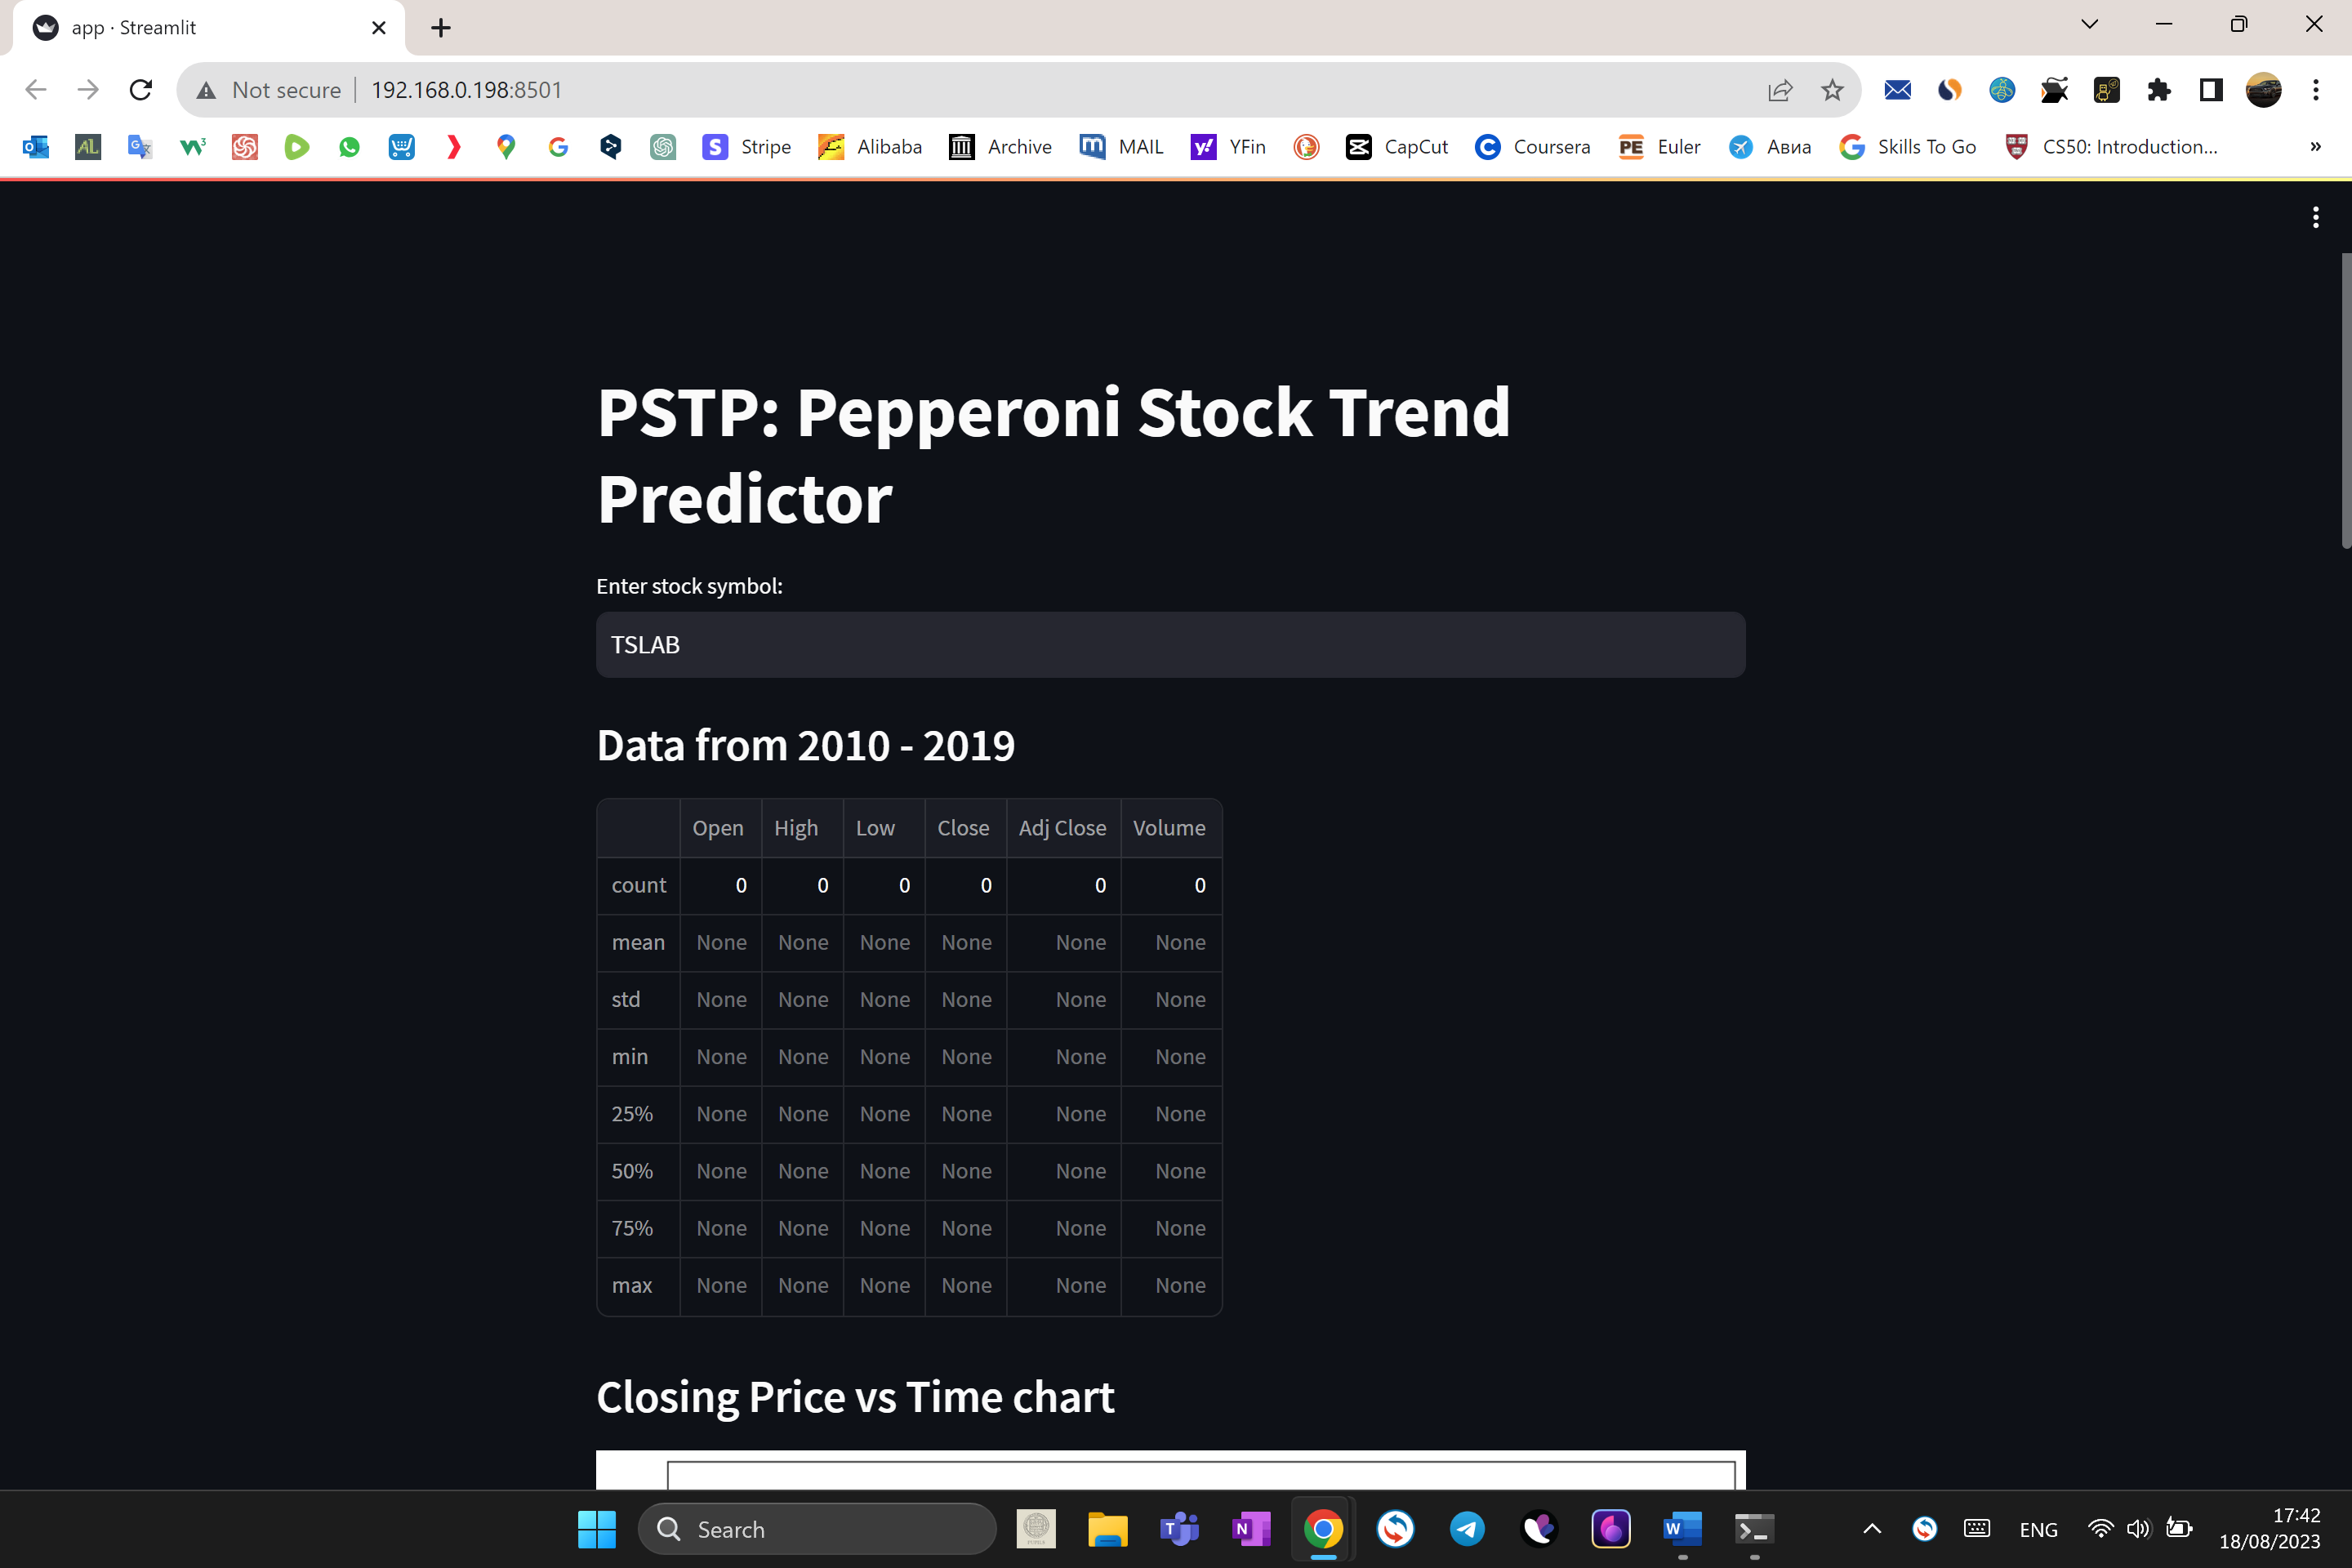 app · Streamlit
Not secure 192.168.0.198:8501
AL
G
W3
S Stripe Alibaba Archive m MAIL y! YFin CapCut C Coursera PE Euler Авиа Skills To Go CS50: Introduction... »
PSTP: Pepperoni Stock Trend
Predictor
Enter stock symbol:
TSLAB
Data from 2010 - 2019
Open High Low Close Adj Close Volume
count 0 0 0 0 0 0
mean None None None None None None
std None None None None None None
min None None None None None None
25% None None None None None None
50% None None None None None None
75% None None None None None None
max None None None None None None
Closing Price vs Time chart
Search
T
N
W
ENG
17:42
18/08/2023